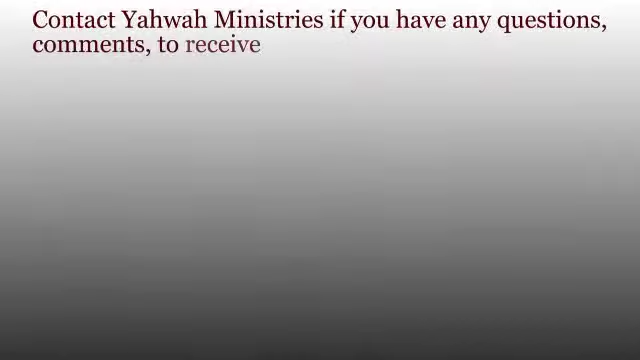 Contact Yahwah Ministries if you have any questions,
comments, to receive